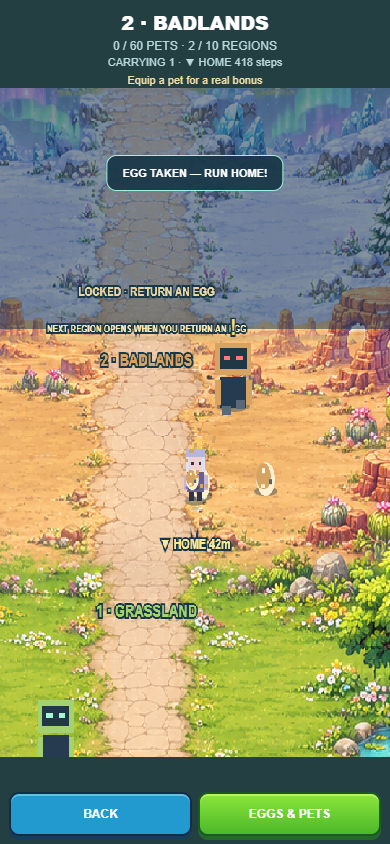 2 · BADLANDS
0 / 60 PETS · 2 / 10 REGIONS
CARRYING 1 · ▼ HOME 418 steps
Equip a pet for a real bonus
EGG TAKEN — RUN HOME!
LOCKED · RETURN AN EGG
!
NEXT REGION OPENS WHEN YOU RETURN AN EGG
2 · BADLANDS
▼ HOME 42m
1 · GRASSLAND
BACK
EGGS & PETS